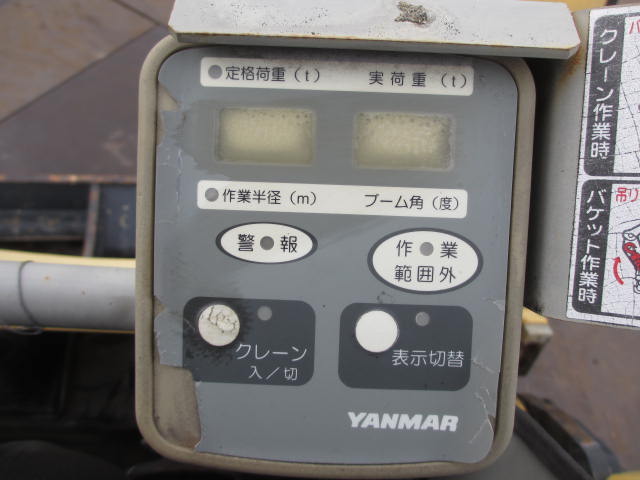 定格荷重（t） 実荷重（t）
作業半径（m） ブーム角（度）
警報
作業
範囲外
クレーン
入／切
表示切替
YANMAR
クレーン作業時
バケット作業時
吊り